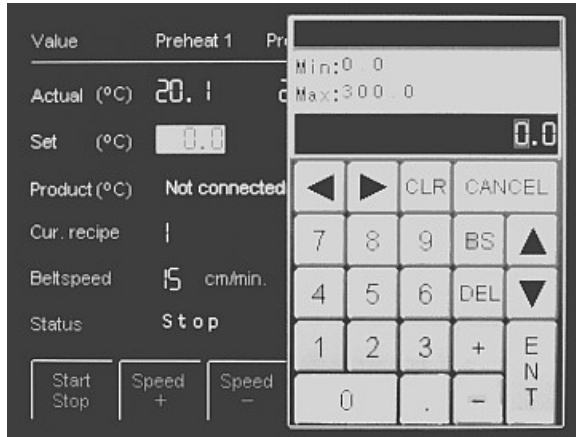 Value Preheat 1 Pr
Actual (°C) 20.1 2
Set (°C) 0.0
Product (°C) Not connected
Cur. recipe 1
Beltspeed 15 cm/min.
Status Stop
Start Stop
Speed +
Speed -
Min:0.0
Max:300.0
0.0
◀ ▶ CLR CANCEL
7 8 9 BS ▲
4 5 6 DEL ▼
1 2 3 + ENT
0 . -